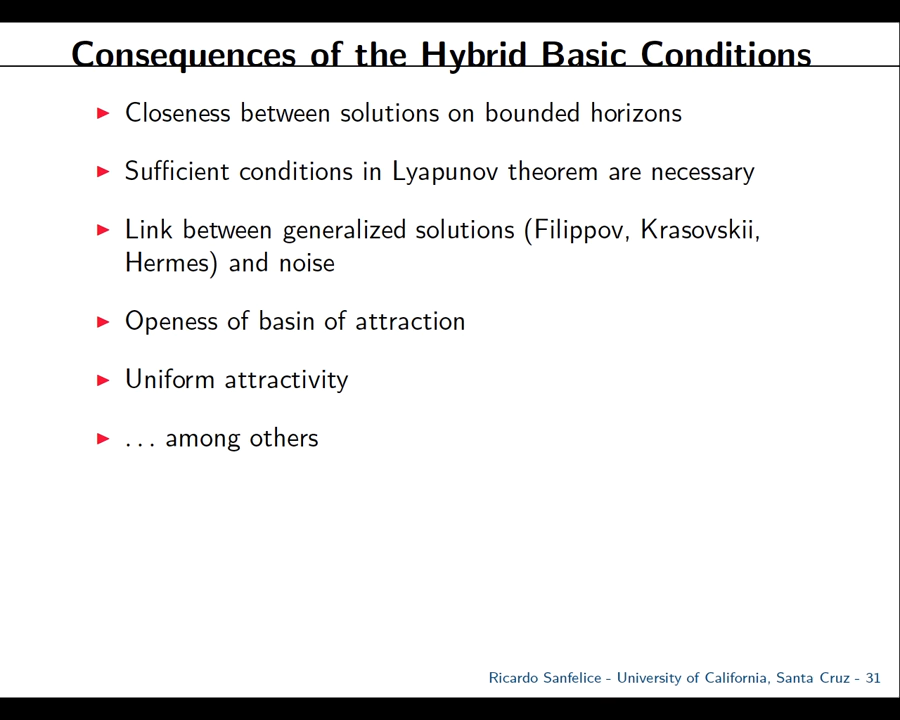 Consequences of the Hybrid Basic Conditions
Closeness between solutions on bounded horizons
Sufficient conditions in Lyapunov theorem are necessary
Link between generalized solutions (Filippov, Krasovskii,
Hermes) and noise
Openess of basin of attraction
Uniform attractivity
... among others
Ricardo Sanfelice - University of California, Santa Cruz - 31